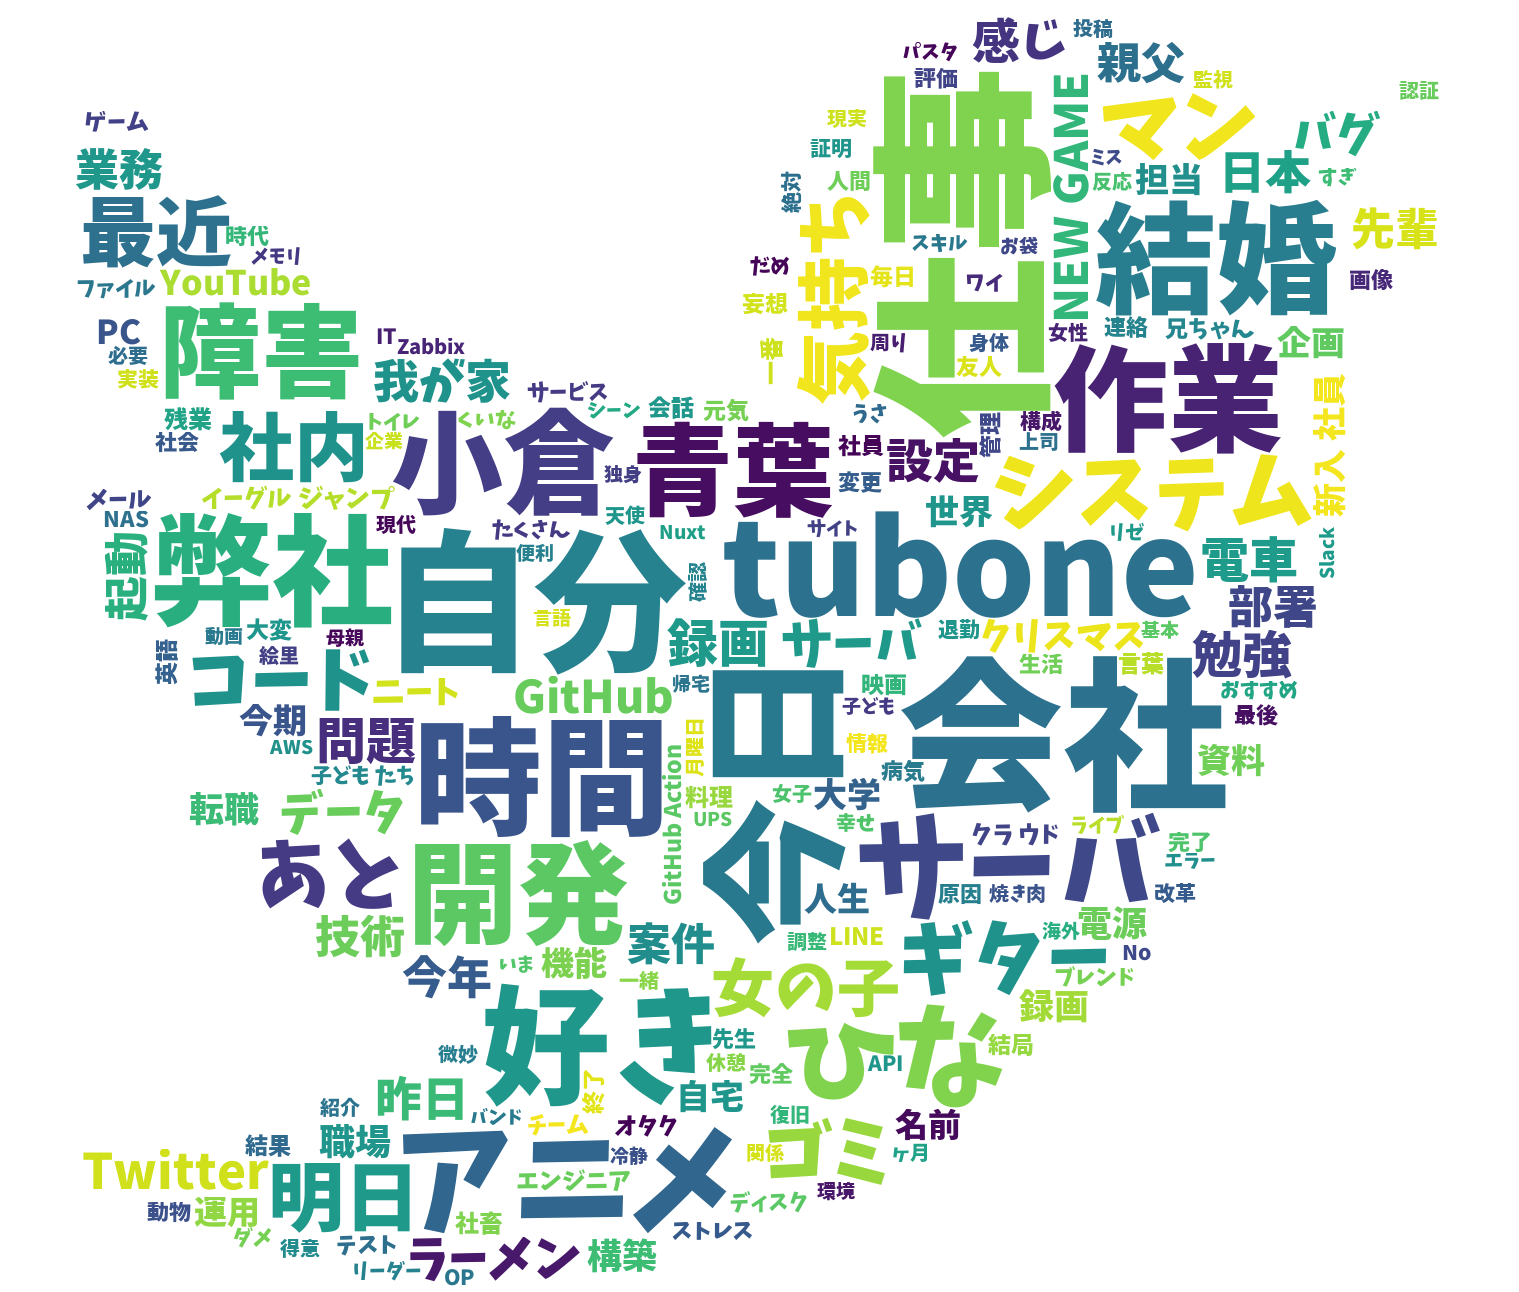 感じ
投稿
パスタ
親父
評価
監視
認証
ゲーム
現実
マン
バグ
NEW GAME
仕事
業務
証明
ミス
日本
担当
反応
すぎ
人間
絶対
気持ち
最近
時代
メモリ
スキル
お袋
結婚
先輩
だめ
毎日
ワイ
画像
ファイル
YouTube
妄想
障害
PC
必要
実装
IT
Zabbix
一番
周り
身体
友人
女性
連絡
兄ちゃん
企画
我が家
作業
サービス
シーン
会話
元気
うさ
残業
社会
社内
トイレ
企業
くいな
小倉
独身
青葉
社員
変更
設定
管理
構成
上司
新入社員
メール
NAS
イーグル ジャンプ
現代
たくさん
便利
天使
Nuxt
確認
世界
システム
サイト
リゼ
Slack
起動
弊社
自分
tubone
電車
言語
動画
大変
母親
絵里
英語
コード
ニート
録画 サーバ
退勤
クリスマス
基本
部署
勉強
生活
言葉
おすすめ
最後
帰宅
映画
子ども
GitHub
今日
会社
今期
AWS
問題
子ども たち
時間
月曜日
GitHub Action
情報
病気
資料
転職
データ
料理
UPS
女子
大学
幸せ
サーバ
クラウド
ライブ
完了
エラー
あと
開発
人生
原因
焼き肉
改革
技術
案件
調整
LINE
ギター
海外
電源
No
ブレンド
今年
いま
機能
一緒
女の子
録画
好き
ひな
結局
微妙
先生
休憩
完全
API
昨日
終了
自宅
紹介
バンド
チーム
オタク
復旧
名前
結果
職場
アニメ
冷静
ゴミ
関係
ヶ月
Twitter
明日
エンジニア
ディスク
環境
動物
運用
ダメ
社畜
ストレス
得意
テスト
ラーメン
構築
リーダー
OP